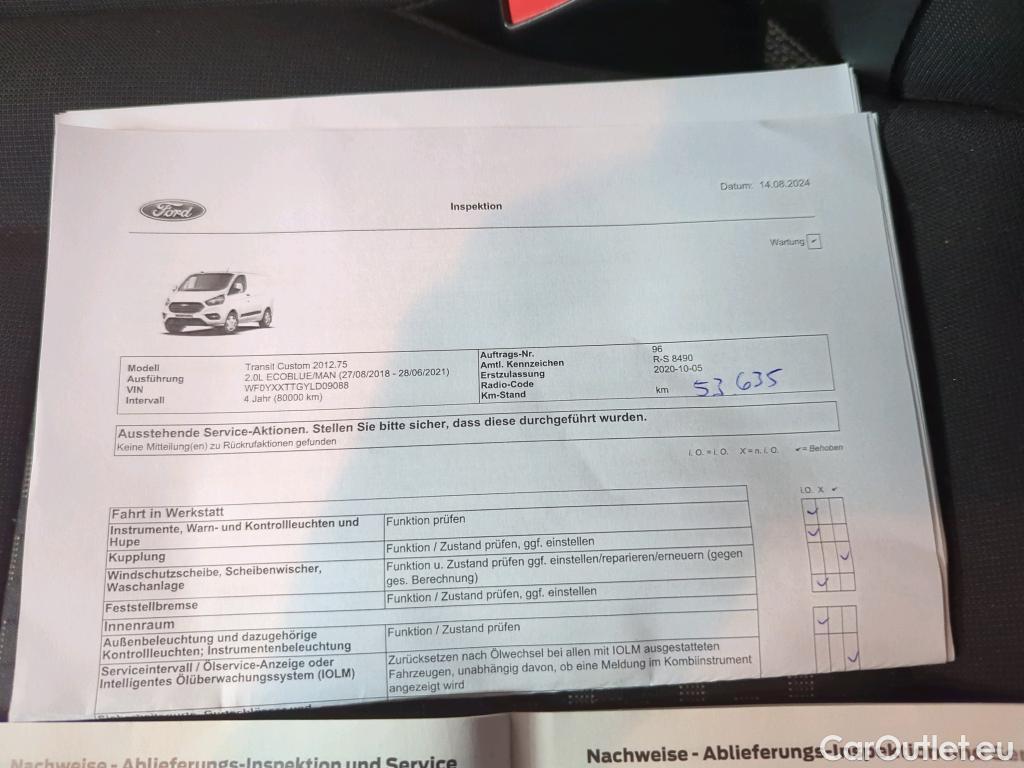 Datum: 14.08.2024
Ford
Inspektion
Wartung ✓
Modell Transit Custom 2012.75
Ausführung 2.0L ECOBLUE/MAN (27/08/2018 - 28/06/2021)
VIN WF0YXXTTGYLD09088
Intervall 4 Jahr (80000 km)
Auftrags-Nr. 96
Amtl. Kennzeichen R-S 8490
Erstzulassung 2020-10-05
Radio-Code
Km-Stand km 53 635
Ausstehende Service-Aktionen. Stellen Sie bitte sicher, dass diese durchgeführt wurden.
Keine Mitteilung(en) zu Rückrufaktionen gefunden
i. O. = i. O. X = n. i. O. ✓= Behoben
i.O. X ✓
Fahrt in Werkstatt
Instrumente, Warn- und Kontrollleuchten und
Hupe
Funktion prüfen
Kupplung
Funktion / Zustand prüfen, ggf. einstellen
Windschutzscheibe, Scheibenwischer,
Waschanlage
Funktion u. Zustand prüfen ggf. einstellen/reparieren/erneuern (gegen
ges. Berechnung)
Feststellbremse
Funktion / Zustand prüfen, ggf. einstellen
Innenraum
Außenbeleuchtung und dazugehörige
Kontrollleuchten; Instrumentenbeleuchtung
Funktion / Zustand prüfen
Serviceintervall / Ölservice-Anzeige oder
Intelligentes Ölüberwachungssystem (IOLM)
Zurücksetzen nach Ölwechsel bei allen mit IOLM ausgestatteten
Fahrzeugen, unabhängig davon, ob eine Meldung im Kombiinstrument
angezeigt wird
Nachweise - Ablieferungs-Inspektion und Service
Nachweise - Ablieferungs-Inspektion
CarOutlet.eu